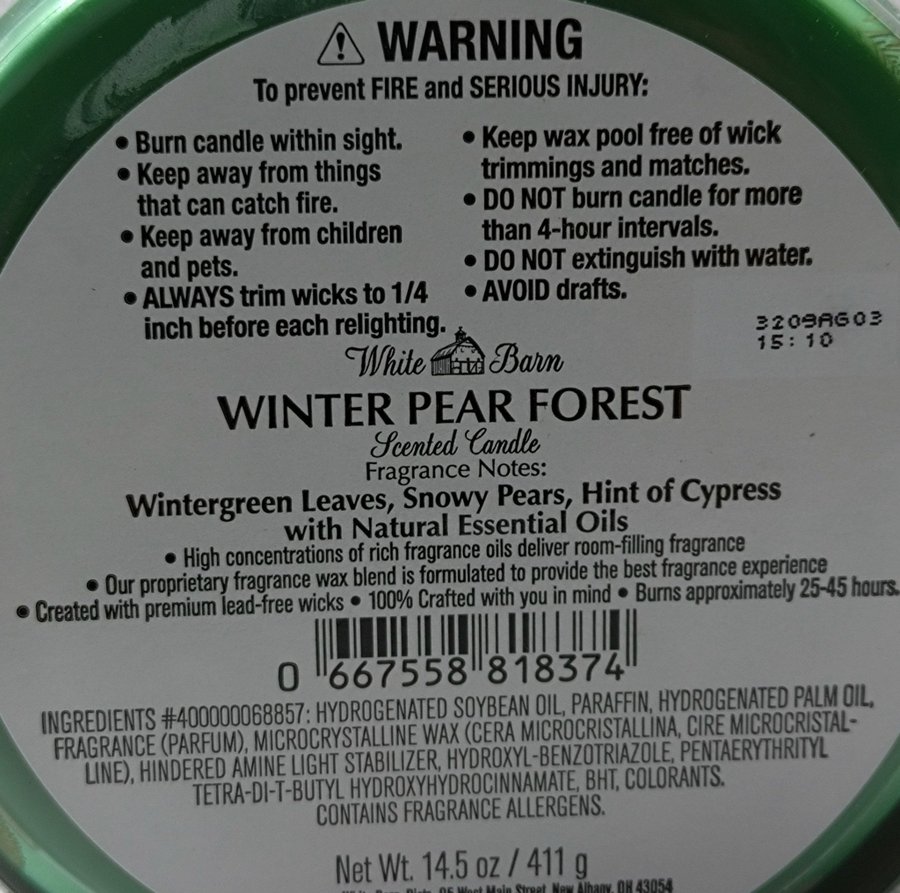 WARNING
To prevent FIRE and SERIOUS INJURY:
• Burn candle within sight.
• Keep away from things
that can catch fire.
• Keep away from children
and pets.
• ALWAYS trim wicks to 1/4
inch before each relighting.
• Keep wax pool free of wick
trimmings and matches.
• DO NOT burn candle for more
than 4-hour intervals.
• DO NOT extinguish with water.
• AVOID drafts.
3209AG03
15:10
White Barn
WINTER PEAR FOREST
Scented Candle
Fragrance Notes:
Wintergreen Leaves, Snowy Pears, Hint of Cypress
with Natural Essential Oils
• High concentrations of rich fragrance oils deliver room-filling fragrance
• Our proprietary fragrance wax blend is formulated to provide the best fragrance experience
• Created with premium lead-free wicks • 100% Crafted with you in mind • Burns approximately 25-45 hours.
0 667558 818374
INGREDIENTS #400000068857: HYDROGENATED SOYBEAN OIL, PARAFFIN, HYDROGENATED PALM OIL,
FRAGRANCE (PARFUM), MICROCRYSTALLINE WAX (CERA MICROCRISTALLINA, CIRE MICROCRISTAL-
LINE), HINDERED AMINE LIGHT STABILIZER, HYDROXYL-BENZOTRIAZOLE, PENTAERYTHRITYL
TETRA-DI-T-BUTYL HYDROXYHYDROCINNAMATE, BHT, COLORANTS.
CONTAINS FRAGRANCE ALLERGENS.
Net Wt. 14.5 oz / 411 g
West Main Street, New Albany, OH 43054